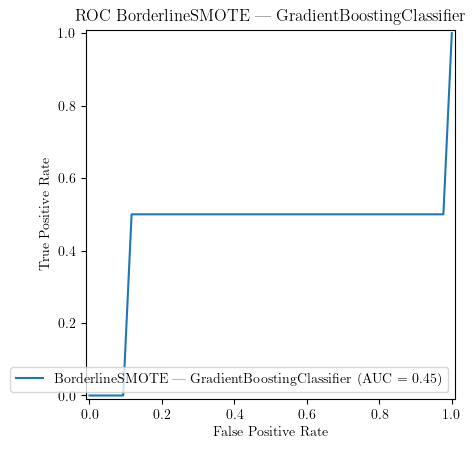 ROC BorderlineSMOTE — GradientBoostingClassifier
1.0
0.8
0.6
0.4
0.2
0.0
True Positive Rate
BorderlineSMOTE — GradientBoostingClassifier (AUC = 0.45)
0.0 0.2 0.4 0.6 0.8 1.0
False Positive Rate